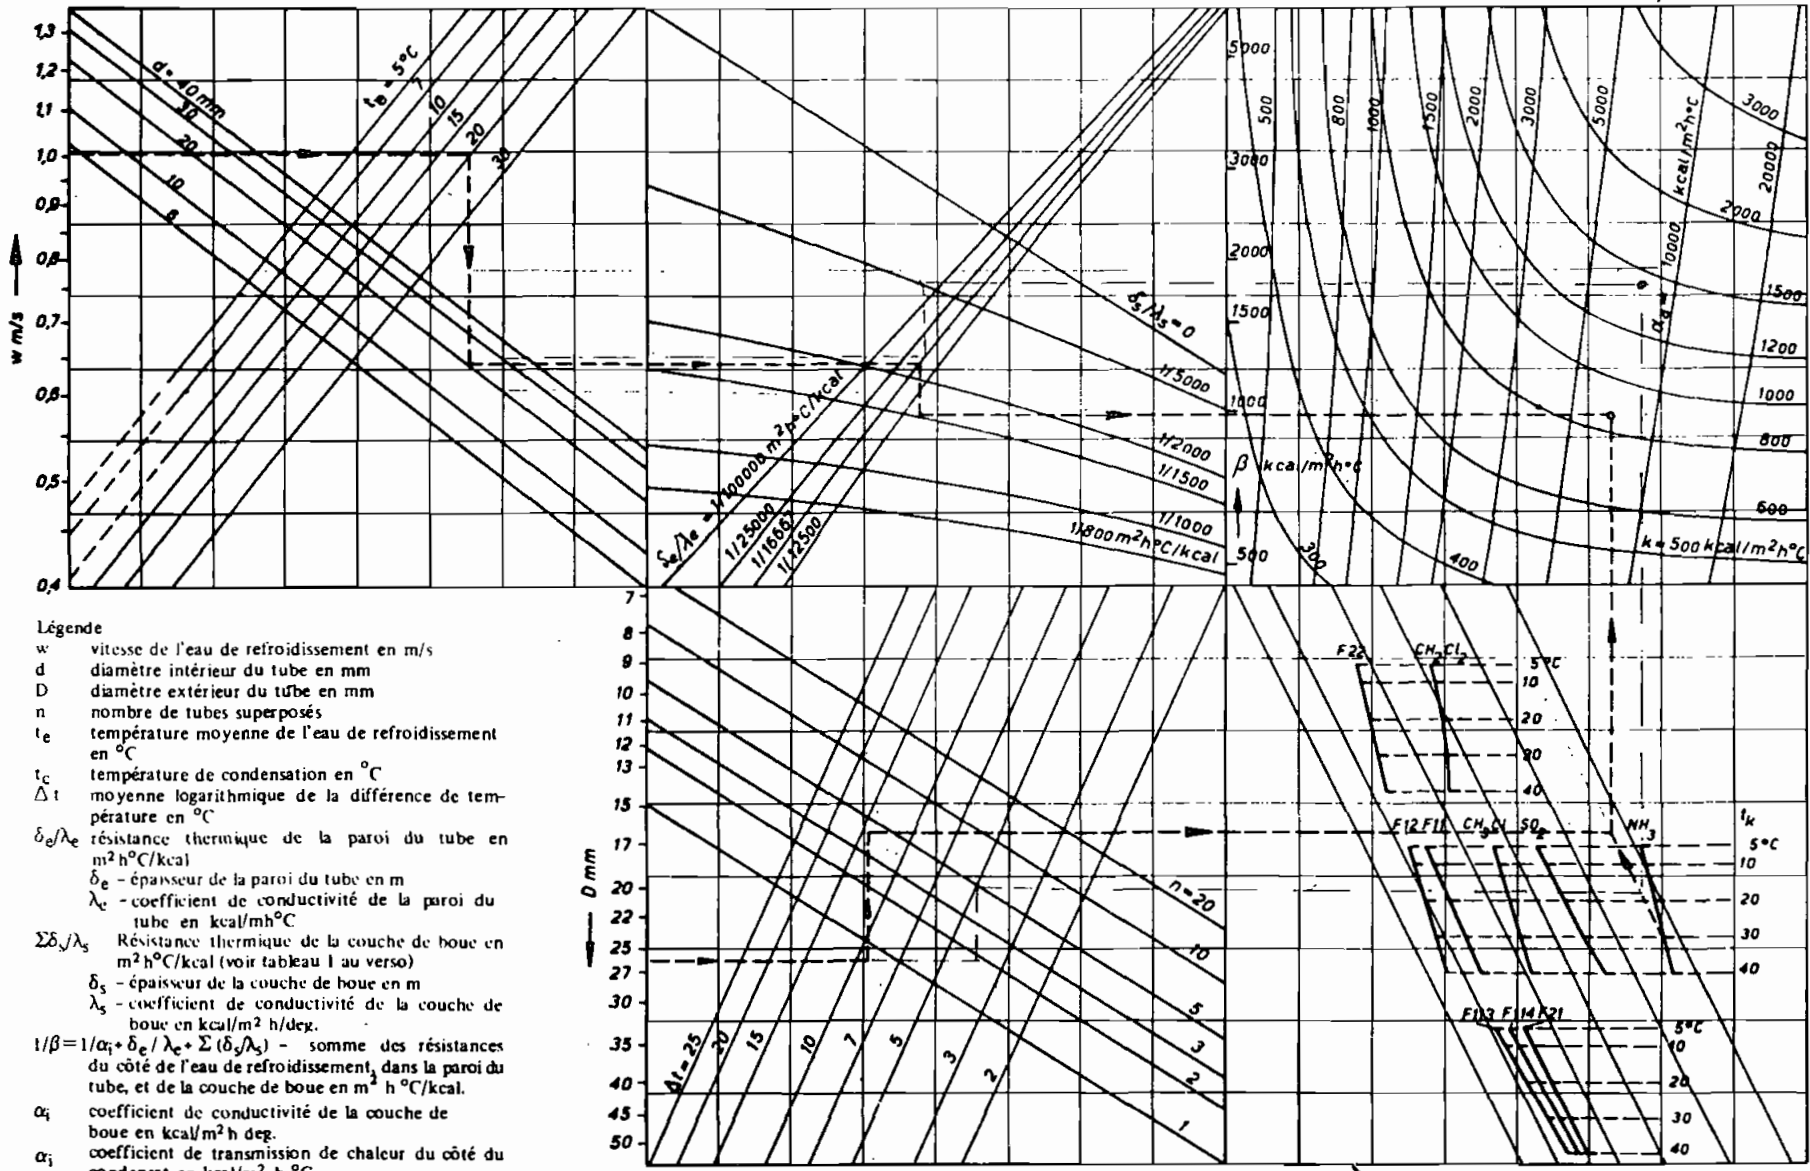 1,3
1,2
1,1
1,0
0,9
0,8
0,7
0,6
0,5
0,4
w m/s
d= 40 mm
30
20
10
6
te = 5°C
7
10
15
20
30
δs/λs = 0
1/5000
1/2000
1/1500
1/1000
1/800 m²h°C/kcal
δe/λe = 1/100000 m²h°C/kcal
1/25000
1/16667
1/12500
5000
3000
2000
1500
1000
β kcal/m²h°C
500
500
800
1000
1500
2000
3000
5000
αa = 10000 kcal/m²h°C
20000
3000
2000
1500
1200
1000
800
600
k = 500 kcal/m²h°C
400
300
Légende
w vitesse de l'eau de refroidissement en m/s
d diamètre intérieur du tube en mm
D diamètre extérieur du tube en mm
n nombre de tubes superposés
te température moyenne de l'eau de refroidissement
en °C
tc température de condensation en °C
Δ t moyenne logarithmique de la différence de tem-
pérature en °C
δe/λe résistance thermique de la paroi du tube en
m² h°C/kcal
δe – épaisseur de la paroi du tube en m
λe – coefficient de conductivité de la paroi du
tube en kcal/mh°C
Σδs/λs Résistance thermique de la couche de boue en
m² h°C/kcal (voir tableau 1 au verso)
δs – épaisseur de la couche de boue en m
λs – coefficient de conductivité de la couche de
boue en kcal/m² h/deg.
1/β = 1/αi + δe / λe + Σ (δs/λs) – somme des résistances
du côté de l'eau de refroidissement, dans la paroi du
tube, et de la couche de boue en m² h °C/kcal.
αi coefficient de conductivité de la couche de
boue en kcal/m² h deg.
αi coefficient de transmission de chaleur du côté du
7
8
9
10
11
12
13
15
17
20
22
25
27
30
35
40
45
50
D mm
n = 20
10
5
3
2
1
Δt = 25
20
15
10
7
5
3
2
F22 CH2Cl2
5°C
10
20
30
40
F12 F11 CH3Cl SO2 NH3 tk
5°C
10
20
30
40
F113 F114 F21
5°C
10
20
30
40